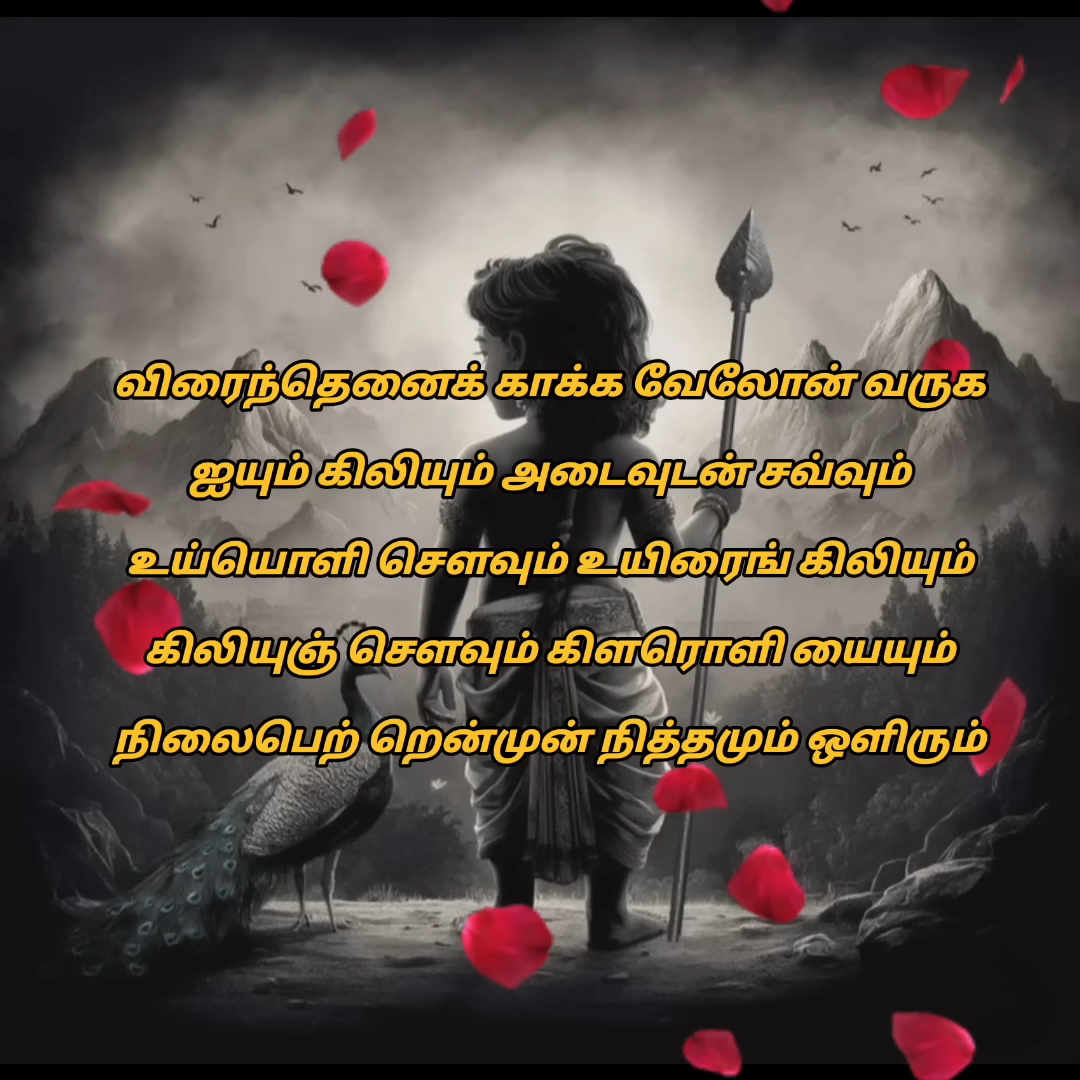 விரைந்தெனைக் காக்க வேலோன் வருக
ஐயும் கிலியும் அடைவுடன் சவ்வும்
உய்யொளி சௌவும் உயிரைங் கிலியும்
கிலியுஞ் சௌவும் கிளரொளி யையும்
நிலைபெற் றென்முன் நித்தமும் ஒளிரும்